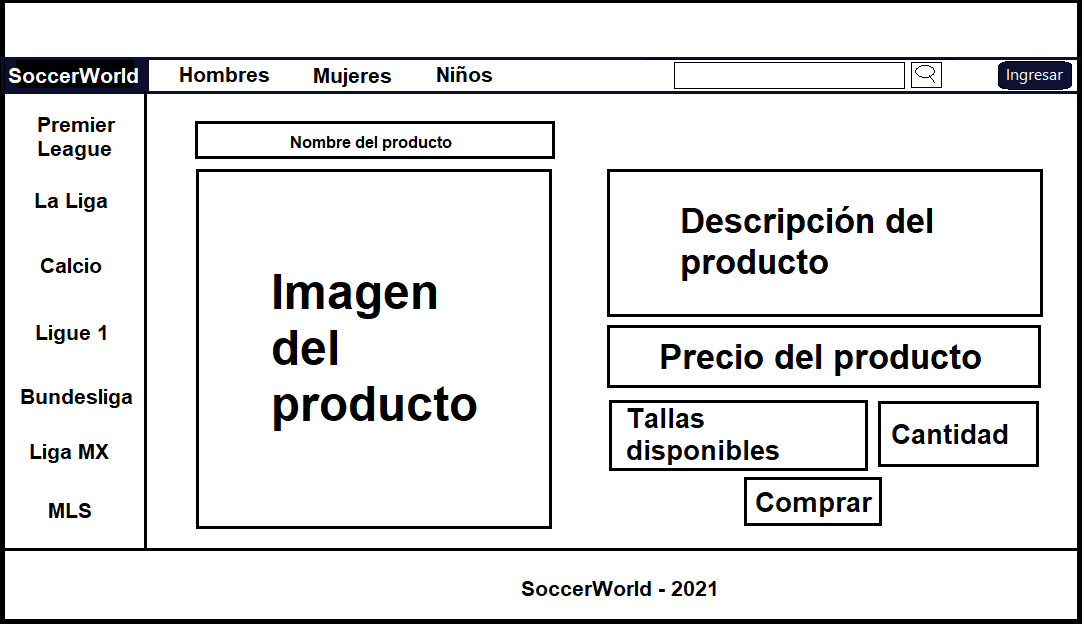 SoccerWorld
Hombres
Mujeres
Niños
Ingresar
Premier
League
La Liga
Calcio
Ligue 1
Bundesliga
Liga MX
MLS
Nombre del producto
Imagen
del
producto
Descripción del
producto
Precio del producto
Tallas
disponibles
Cantidad
Comprar
SoccerWorld - 2021